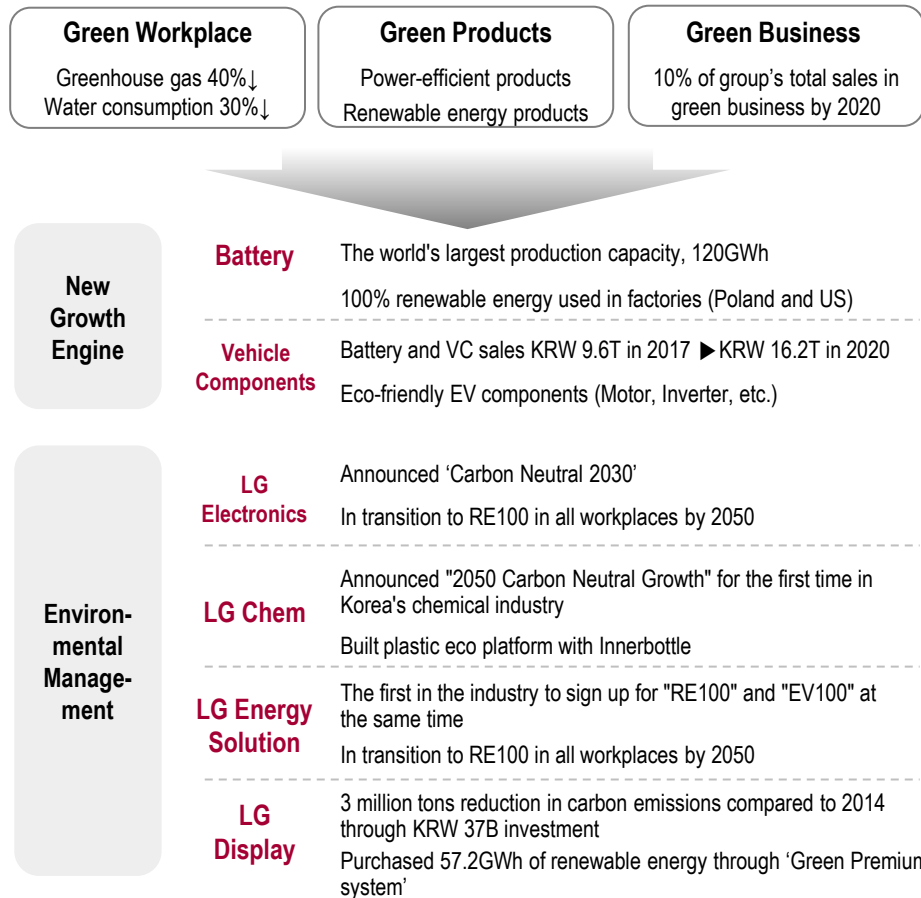 Green Workplace
Greenhouse gas 40%↓
Water consumption 30%↓
Green Products
Power-efficient products
Renewable energy products
Green Business
10% of group's total sales in
green business by 2020
New
Growth
Engine
Battery
The world's largest production capacity, 120GWh
100% renewable energy used in factories (Poland and US)
Vehicle
Components
Battery and VC sales KRW 9.6T in 2017 ▶KRW 16.2T in 2020
Eco-friendly EV components (Motor, Inverter, etc.)
Environ-
mental
Manage-
ment
LG
Electronics
Announced ‘Carbon Neutral 2030’
In transition to RE100 in all workplaces by 2050
LG Chem
Announced "2050 Carbon Neutral Growth" for the first time in
Korea's chemical industry
Built plastic eco platform with Innerbottle
LG Energy
Solution
The first in the industry to sign up for "RE100" and "EV100" at
the same time
In transition to RE100 in all workplaces by 2050
LG
Display
3 million tons reduction in carbon emissions compared to 2014
through KRW 37B investment
Purchased 57.2GWh of renewable energy through ‘Green Premium
system’